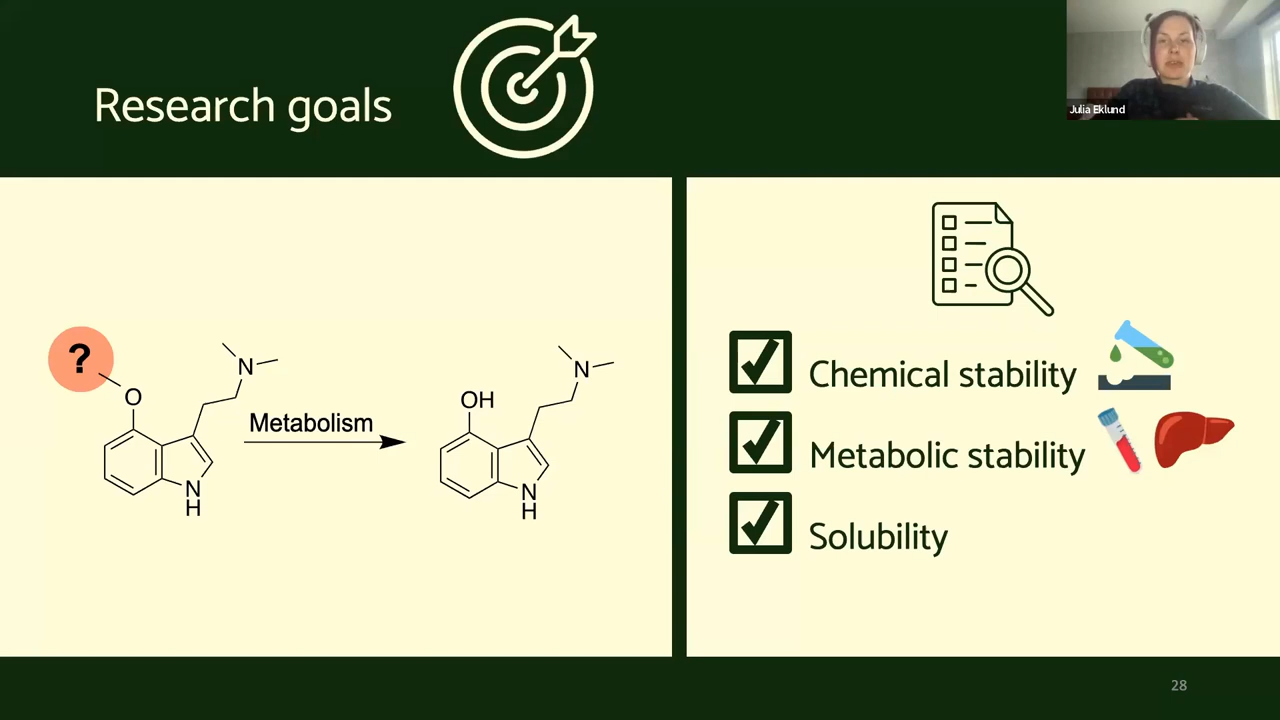 Research goals
Julia Eklund
?
O
N
N
H
Metabolism
OH
N
N
H
Chemical stability
Metabolic stability
Solubility
28